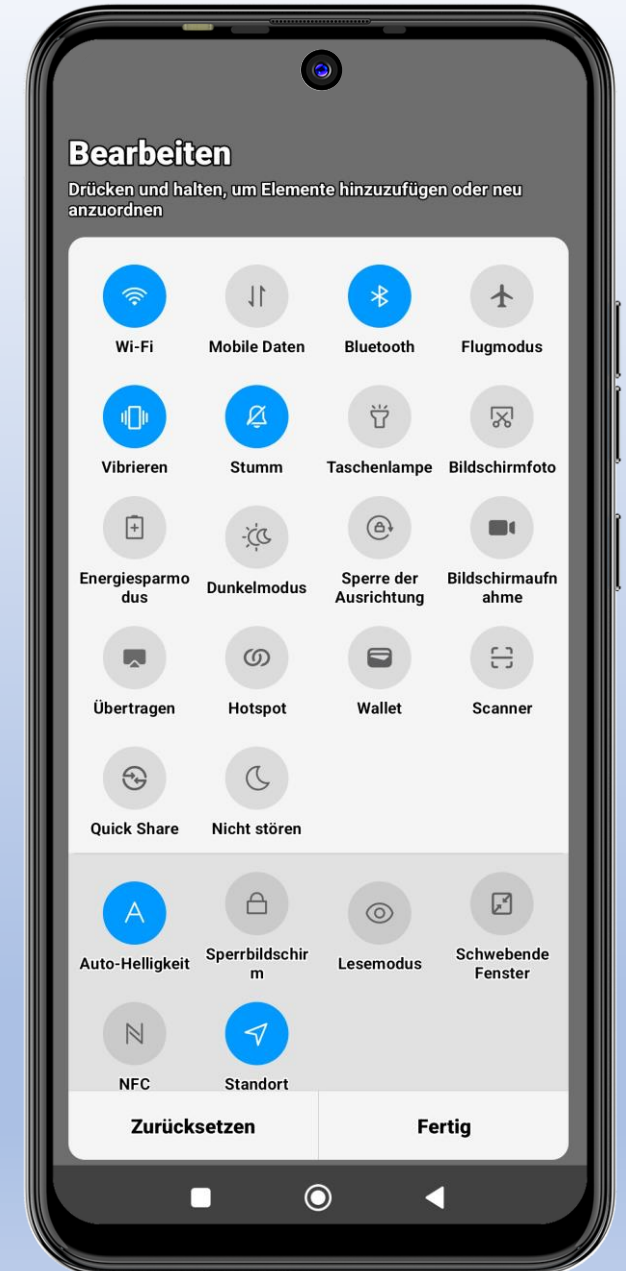 Bearbeiten
Drücken und halten, um Elemente hinzuzufügen oder neu
anzuordnen
Wi-Fi
Mobile Daten
Bluetooth
Flugmodus
Vibrieren
Stumm
Taschenlampe
Bildschirmfoto
Energiesparmo
dus
Dunkelmodus
Sperre der
Ausrichtung
Bildschirmaufn
ahme
Übertragen
Hotspot
Wallet
Scanner
Quick Share
Nicht stören
A
Auto-Helligkeit
Sperrbildschir
m
Lesemodus
Schwebende
Fenster
NFC
Standort
Zurücksetzen
Fertig